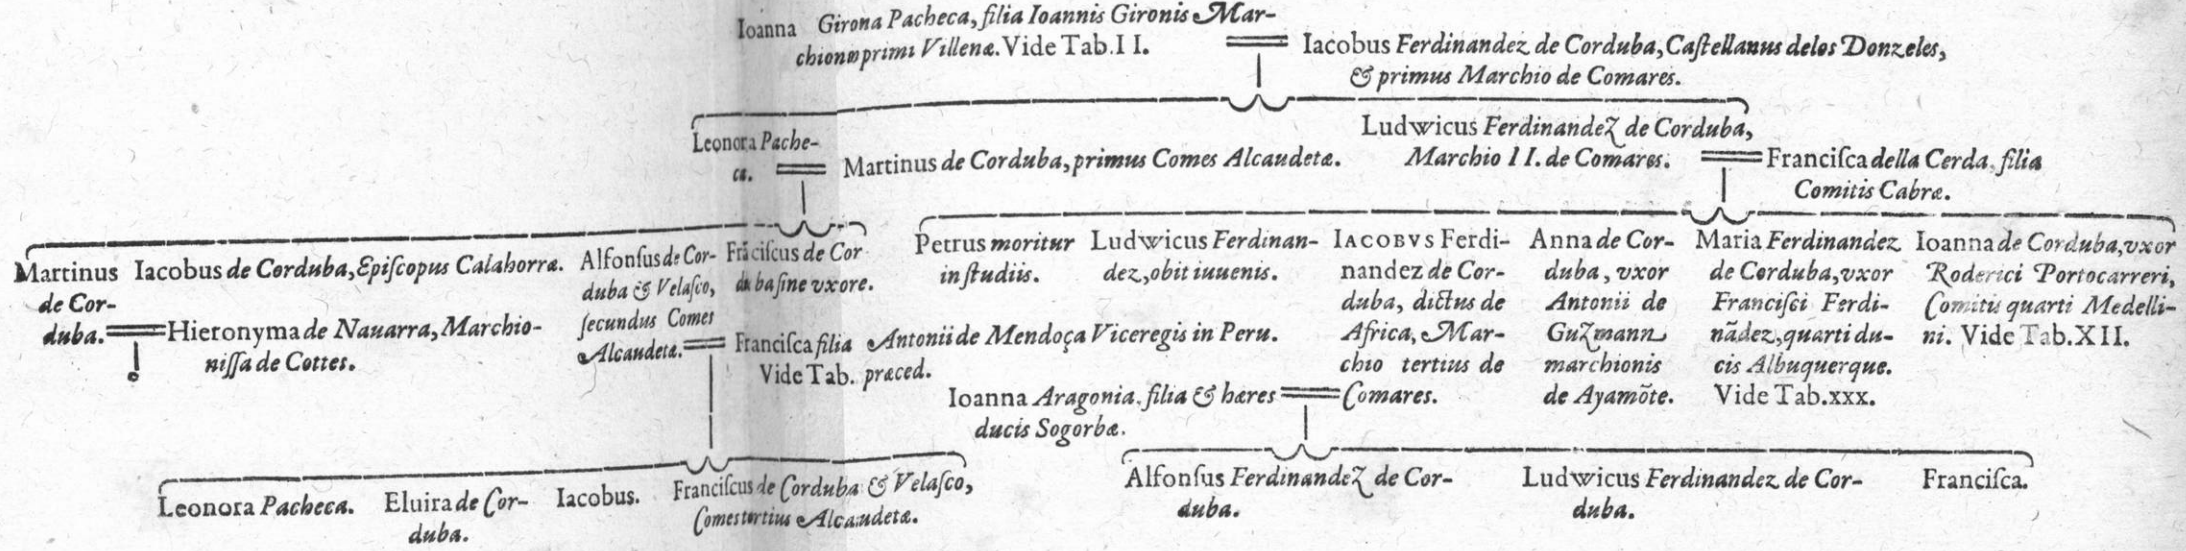 Ioanna Girona Pacheca, filia Ioannis Gironis Mar-
chionis primi Villenæ. Vide Tab. II.
Iacobus Ferdinandez de Corduba, Caſtellanus delos Donzeles,
& primus Marchio de Comares.
Leonora Pache-
ca.
Martinus de Corduba, primus Comes Alcaudetæ.
Ludwicus Ferdinandez de Corduba,
Marchio II. de Comares.
Franciſca della Cerda, filia
Comitis Cabræ.
Martinus
de Cor-
duba.
Hieronyma de Nauarra, Marchio-
niſſa de Cortes.
Iacobus de Corduba, Epiſcopus Calahorræ.
Alfonſus de Cor-
duba & Velaſco,
ſecundus Comes
Alcaudetæ.
Frāciſcus de Cor
duba ſine vxore.
Franciſca filia Antonii de Mendoça Viceregis in Peru.
Vide Tab. præced.
Petrus moritur
in ſtudiis.
Ludwicus Ferdinan-
dez, obit iuuenis.
IACOBVS Ferdi-
nandez de Cor-
duba, dictus de
Africa, Mar-
chio tertius de
Comares.
Ioanna Aragonia, filia & hæres
ducis Sogorbæ.
Anna de Cor-
duba, vxor
Antonii de
Guzmann
marchionis
de Ayamõte.
Maria Ferdinandez
de Corduba, vxor
Franciſci Ferdi-
nãdez, quarti du-
cis Albuquerque.
Vide Tab. xxx.
Ioanna de Corduba, vxor
Roderici Portocarreri,
Comitis quarti Medelli-
ni. Vide Tab. XII.
Leonora Pacheca.
Eluira de Cor-
duba.
Iacobus.
Franciſcus de Corduba & Velaſco,
Comes tertius Alcaudetæ.
Alfonſus Ferdinandez de Cor-
duba.
Ludwicus Ferdinandez de Cor-
duba.
Franciſca.